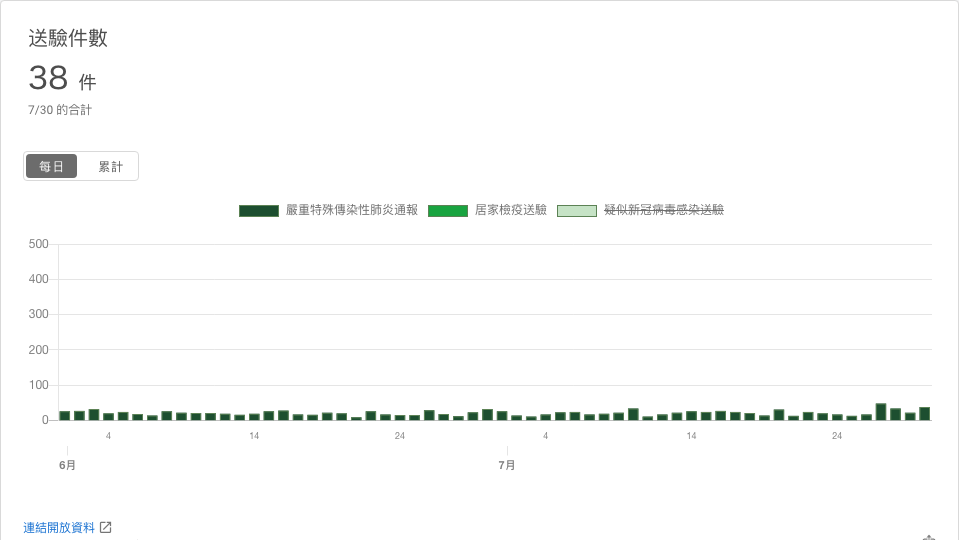 送驗件數
38 件
7/30 的合計
每日 累計
嚴重特殊傳染性肺炎通報 居家檢疫送驗 疑似新冠病毒感染送驗
500
400
300
200
100
0
4 14 24 4 14 24
6月 7月
連結開放資料